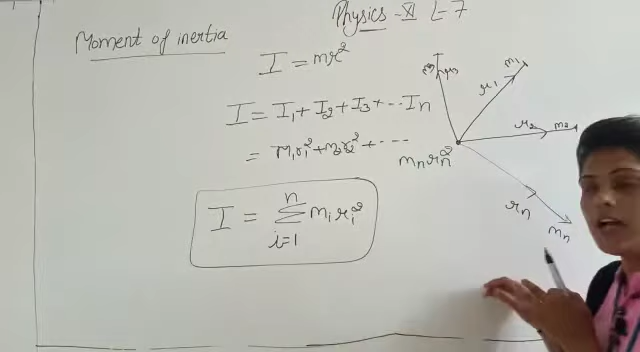 Physics - XI L-7
Moment of inertia
I = mr²
I = I₁ + I₂ + I₃ + --- Iₙ
= m₁r₁² + m₂r₂² + ---
mₙrₙ²
I = Σ mᵢrᵢ²
n
i=1
m₁
r₁
m₃ r₃
r₂ m₂
rₙ
mₙ